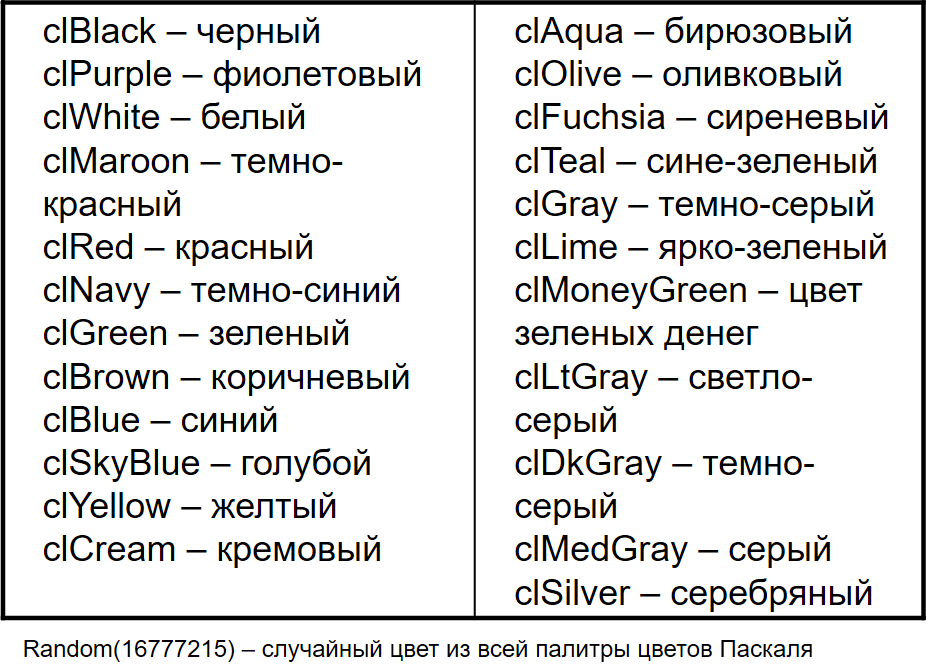 clBlack – черный
clPurple – фиолетовый
clWhite – белый
clMaroon – темно-
красный
clRed – красный
clNavy – темно-синий
clGreen – зеленый
clBrown – коричневый
clBlue – синий
clSkyBlue – голубой
clYellow – желтый
clCream – кремовый
clAqua – бирюзовый
clOlive – оливковый
clFuchsia – сиреневый
clTeal – сине-зеленый
clGray – темно-серый
clLime – ярко-зеленый
clMoneyGreen – цвет
зеленых денег
clLtGray – светло-
серый
clDkGray – темно-
серый
clMedGray – серый
clSilver – серебряный
Random(16777215) – случайный цвет из всей палитры цветов Паскаля